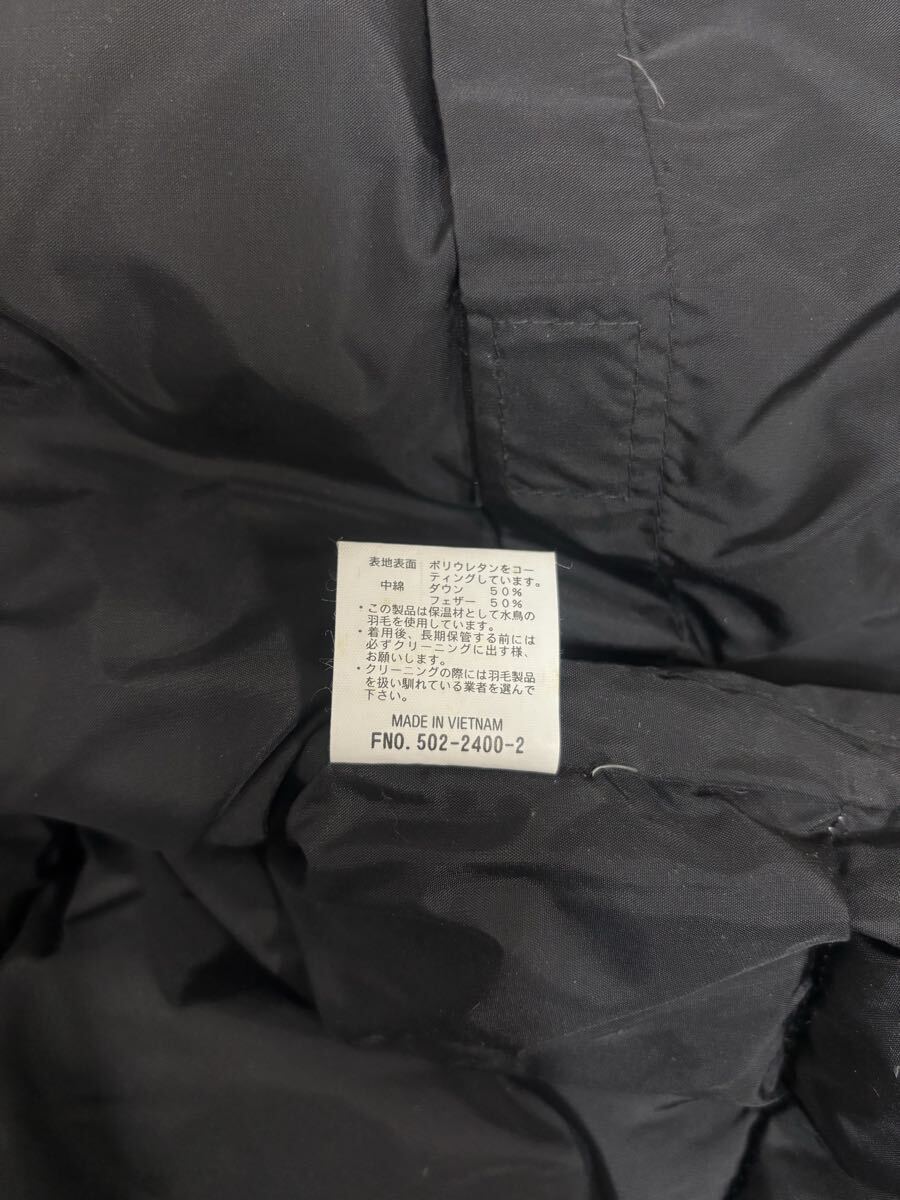 表地表面 ポリウレタンをコー
ティングしています。
中綿 ダウン 50%
フェザー 50%
・この製品は保温材として水鳥の
羽毛を使用しています。
・着用後、長期保管する前には
必ずクリーニングに出す様、
お願いします。
・クリーニングの際には羽毛製品
を扱い馴れている業者を選んで
下さい。
MADE IN VIETNAM
FNO. 502-2400-2